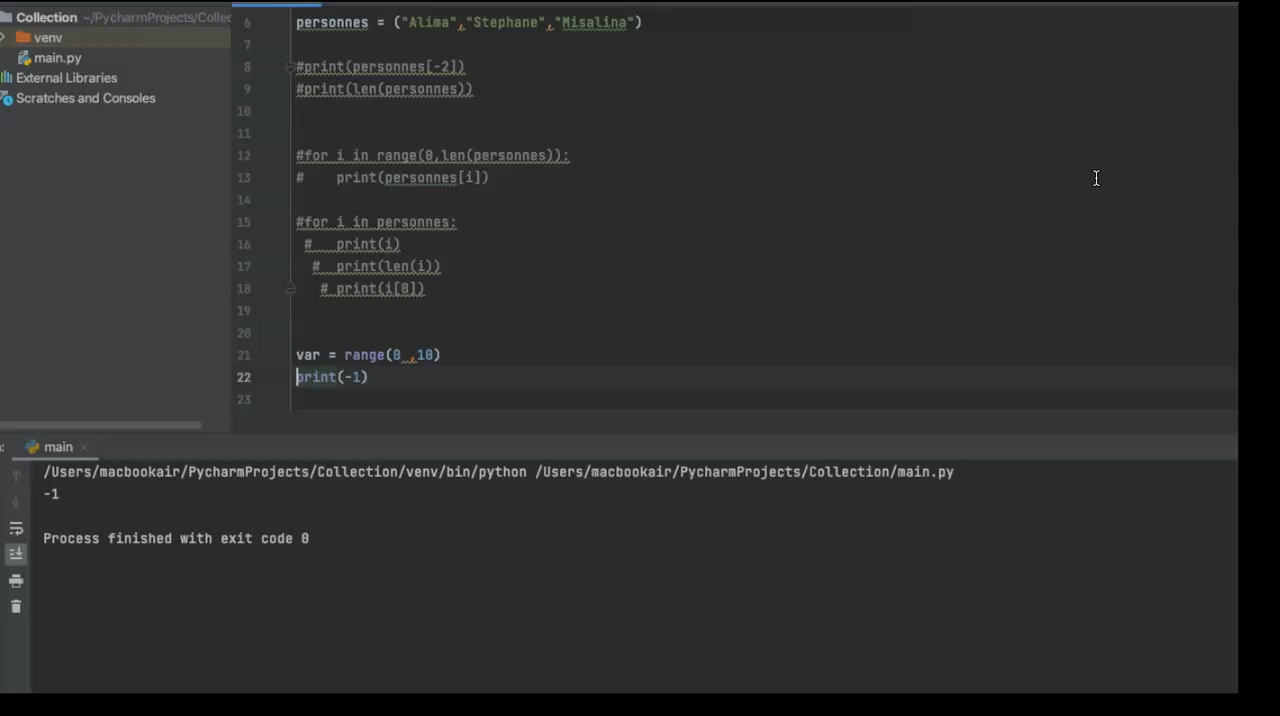 Collection ~/PycharmProjects/Collec
venv
main.py
External Libraries
Scratches and Consoles
6 personnes = ("Alima","Stephane","Misalina")
7
8 #print(personnes[-2])
9 #print(len(personnes))
10
11
12 #for i in range(0,len(personnes)):
13 #    print(personnes[i])
14
15 #for i in personnes:
16 #   print(i)
17 #  print(len(i))
18 # print(i[0])
19
20
21 var = range(0 ,10)
22 print(-1)
23
: main ×
/Users/macbookair/PycharmProjects/Collection/venv/bin/python /Users/macbookair/PycharmProjects/Collection/main.py
-1
Process finished with exit code 0